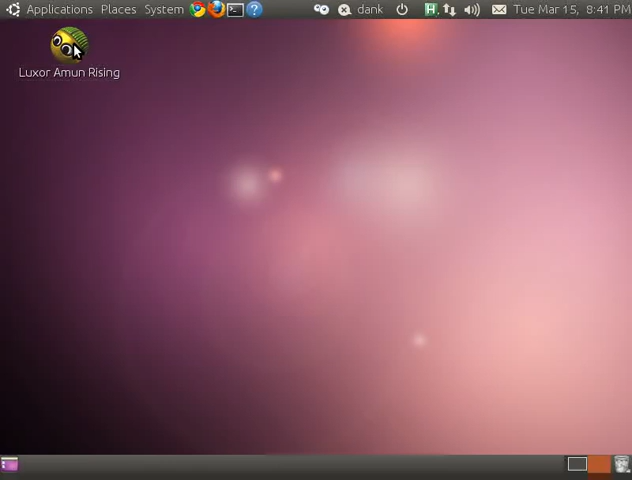 Applications Places System dank Tue Mar 15, 8:41 PM
Luxor Amun Rising